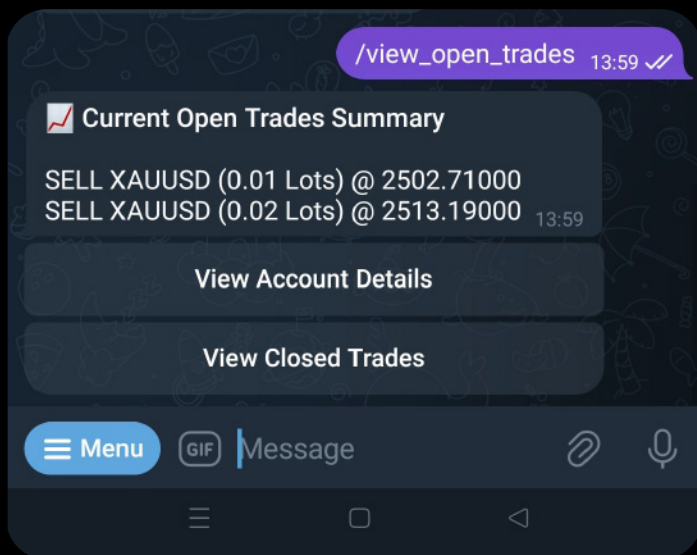 /view_open_trades 13:59
📈 Current Open Trades Summary
SELL XAUUSD (0.01 Lots) @ 2502.71000
SELL XAUUSD (0.02 Lots) @ 2513.19000 13:59
View Account Details
View Closed Trades
Menu GIF Message